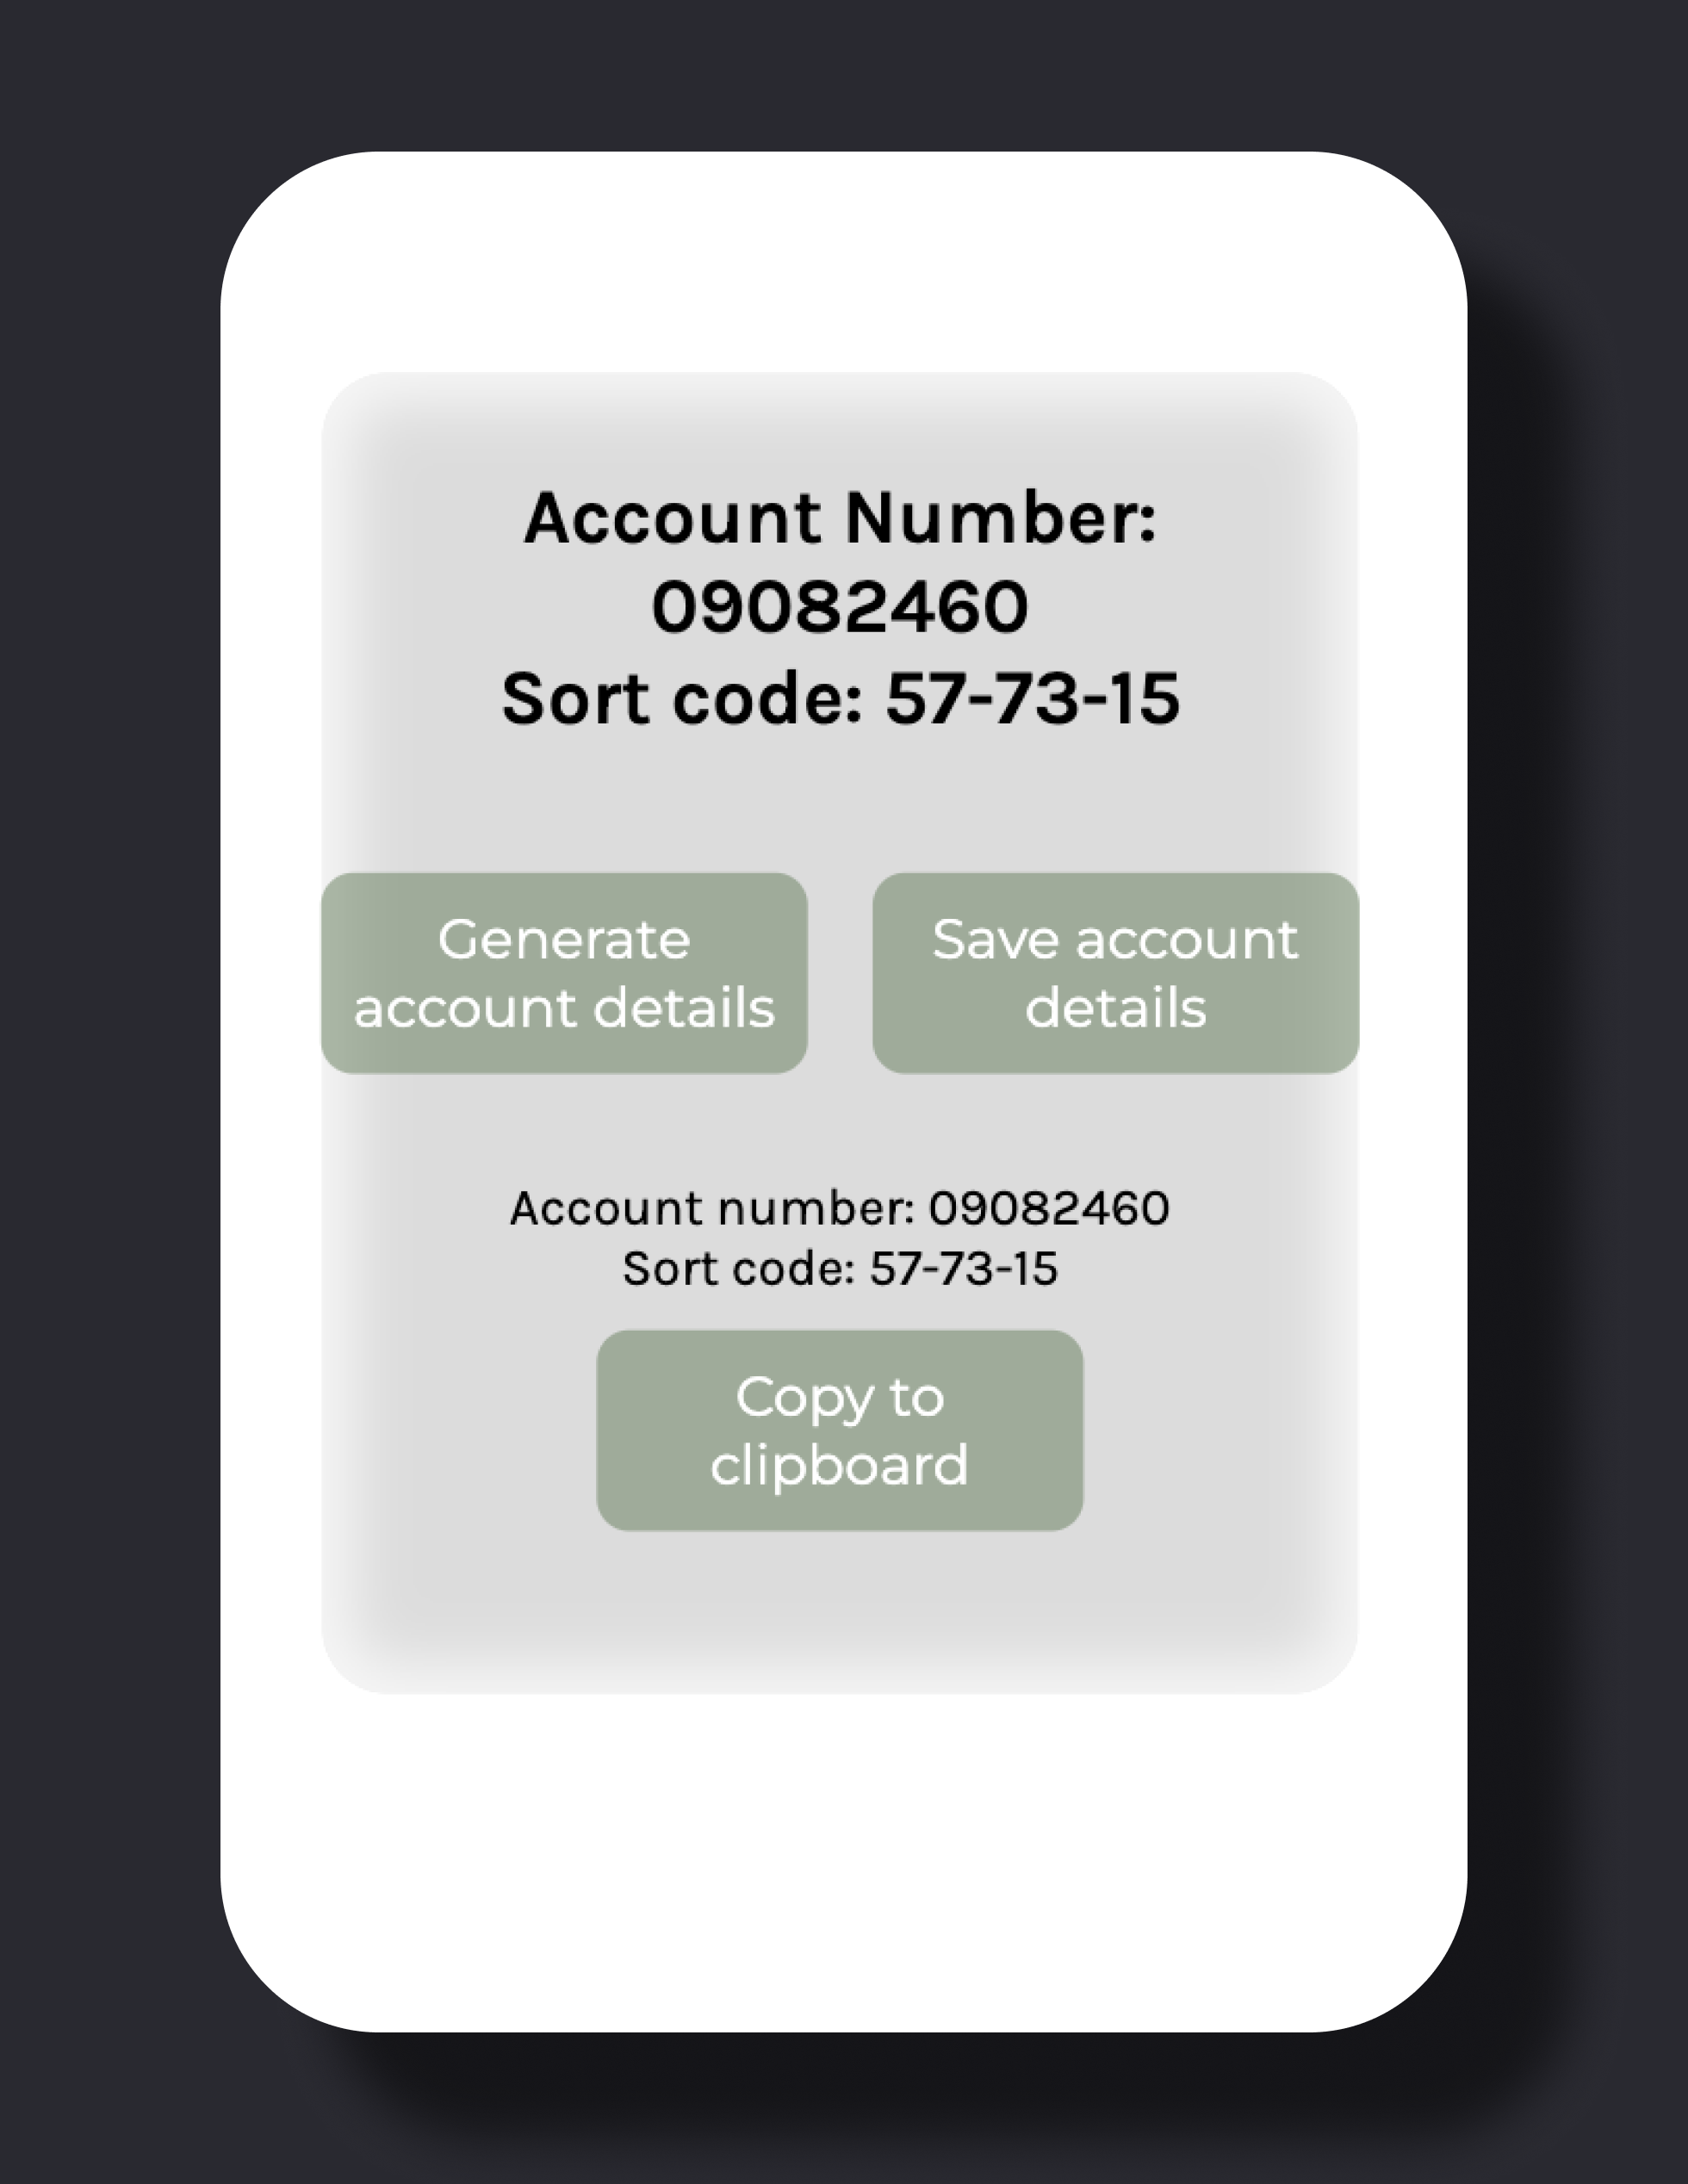 Account Number:
09082460
Sort code: 57-73-15
Generate
account details
Save account
details
Account number: 09082460
Sort code: 57-73-15
Copy to
clipboard